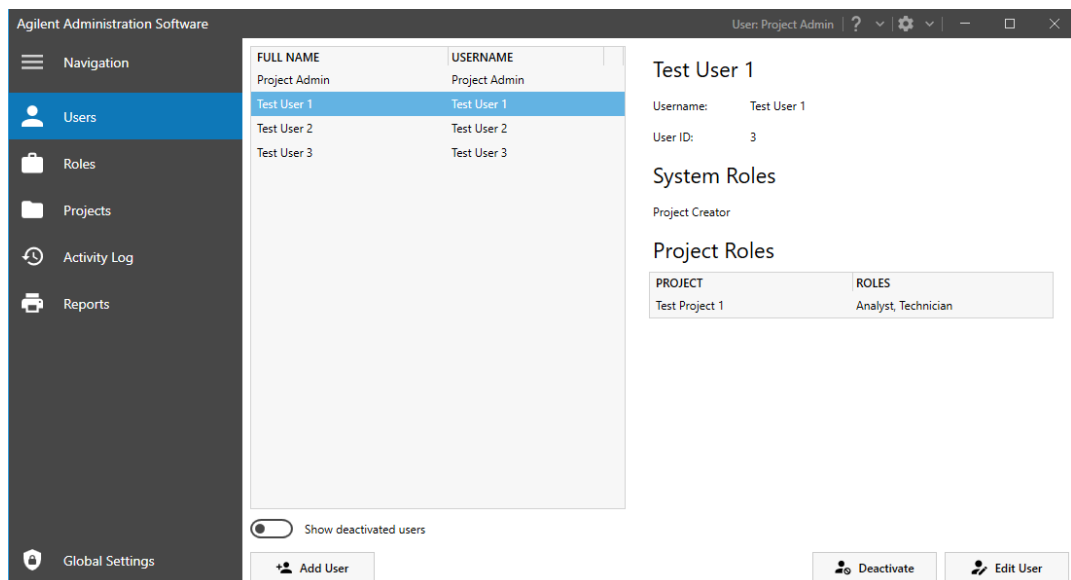 Agilent Administration Software
User: Project Admin
Navigation
Users
Roles
Projects
Activity Log
Reports
Global Settings
FULL NAME USERNAME
Project Admin Project Admin
Test User 1 Test User 1
Test User 2 Test User 2
Test User 3 Test User 3
Show deactivated users
Add User
Test User 1
Username: Test User 1
User ID: 3
System Roles
Project Creator
Project Roles
PROJECT ROLES
Test Project 1 Analyst, Technician
Deactivate
Edit User